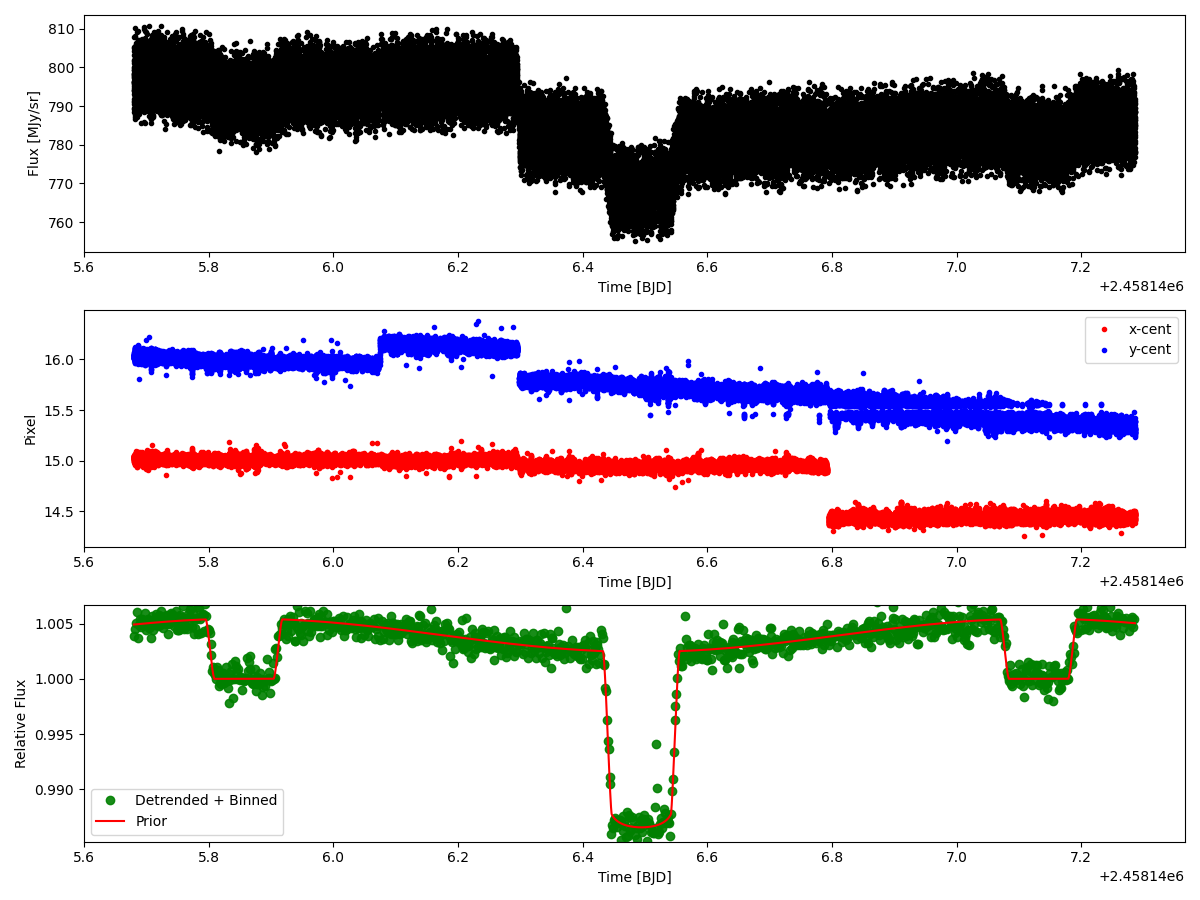 810
800
790
780
770
760
Flux [MJy/sr]
5.6 5.8 6.0 6.2 6.4 6.6 6.8 7.0 7.2
+2.45814e6
Time [BJD]
x-cent
y-cent
16.0
15.5
15.0
14.5
Pixel
5.6 5.8 6.0 6.2 6.4 6.6 6.8 7.0 7.2
+2.45814e6
Time [BJD]
1.005
1.000
0.995
0.990
Relative Flux
Detrended + Binned
Prior
5.6 5.8 6.0 6.2 6.4 6.6 6.8 7.0 7.2
+2.45814e6
Time [BJD]